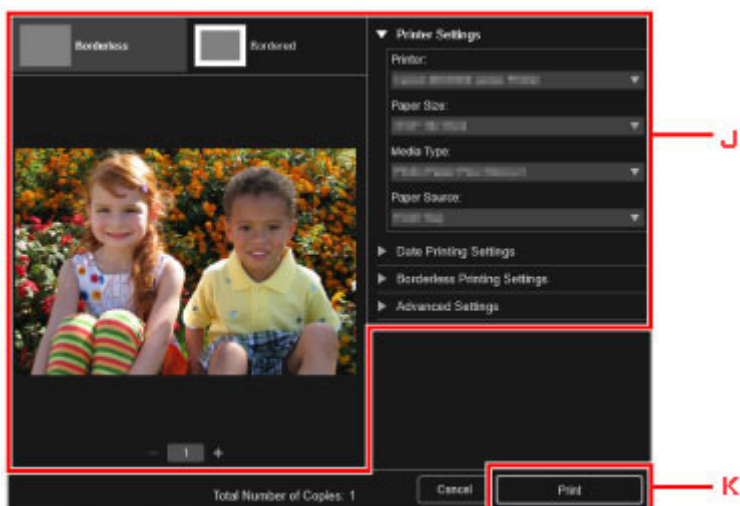 Borderless
Bordered
Printer Settings
Printer:
Paper Size:
Media Type:
Paper Source:
Date Printing Settings
Borderless Printing Settings
Advanced Settings
J
1
Total Number of Copies: 1
Cancel
Print
K